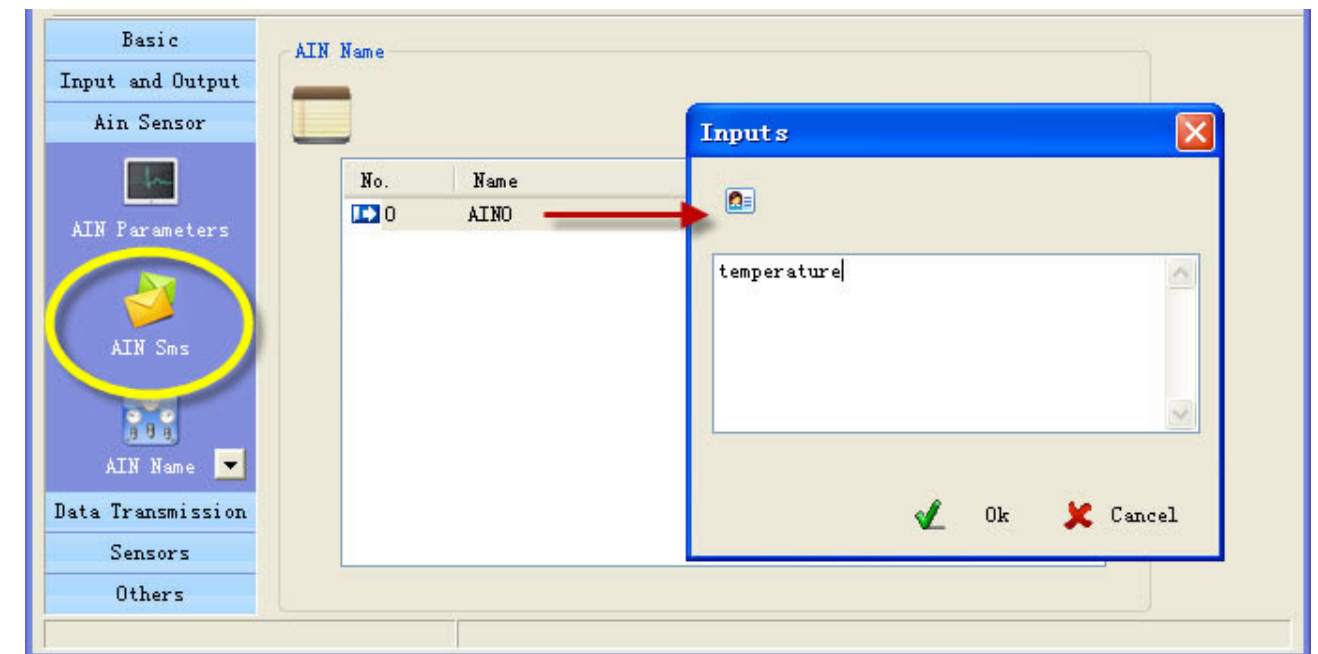 Basic
Input and Output
Ain Sensor
AIN Parameters
AIN Sms
AIN Name
Data Transmission
Sensors
Others
AIN Name
No. Name
0 AIN0
Inputs
temperature
Ok Cancel